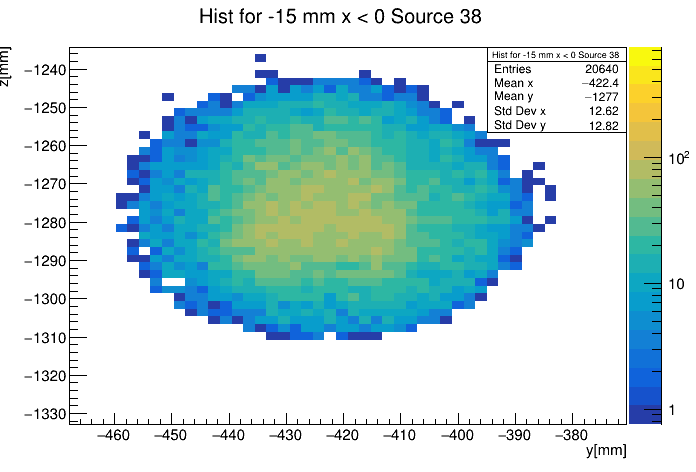 Hist for -15 mm x < 0 Source 38
z[mm]
Hist for -15 mm x < 0 Source 38
Entries 20640
Mean x −422.4
Mean y −1277
Std Dev x 12.62
Std Dev y 12.82
−1240
−1250
−1260
−1270
−1280
−1290
−1300
−1310
−1320
−1330
−460 −450 −440 −430 −420 −410 −400 −390 −380
y[mm]
10²
10
1